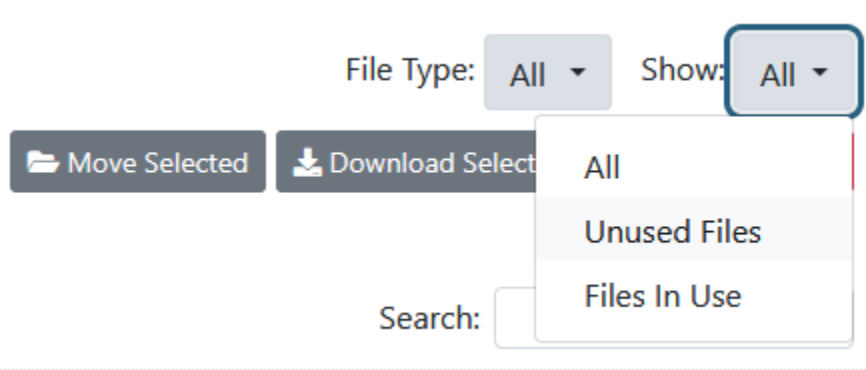 File Type: All Show: All
Move Selected Download Select
All
Unused Files
Files In Use
Search: